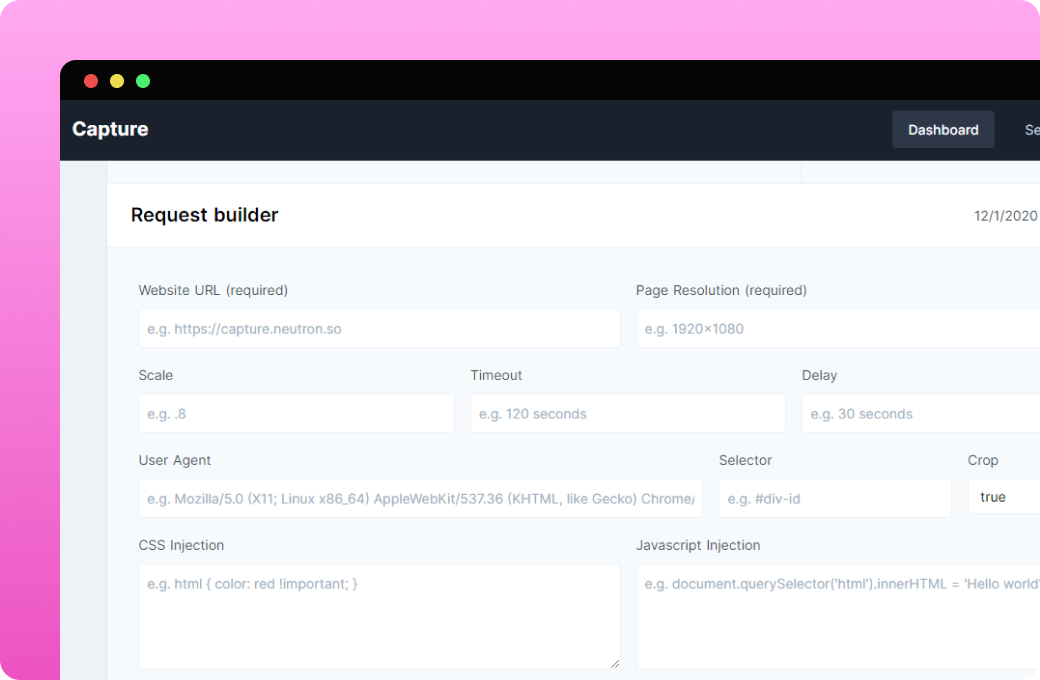 Capture
Dashboard
Request builder
12/1/2020
Website URL (required)
Page Resolution (required)
e.g. https://capture.neutron.so
e.g. 1920×1080
Scale
Timeout
Delay
e.g. .8
e.g. 120 seconds
e.g. 30 seconds
User Agent
Selector
Crop
e.g. Mozilla/5.0 (X11; Linux x86_64) AppleWebKit/537.36 (KHTML, like Gecko) Chrome/
e.g. #div-id
true
CSS Injection
Javascript Injection
e.g. html { color: red !important; }
e.g. document.querySelector('html').innerHTML = 'Hello world'